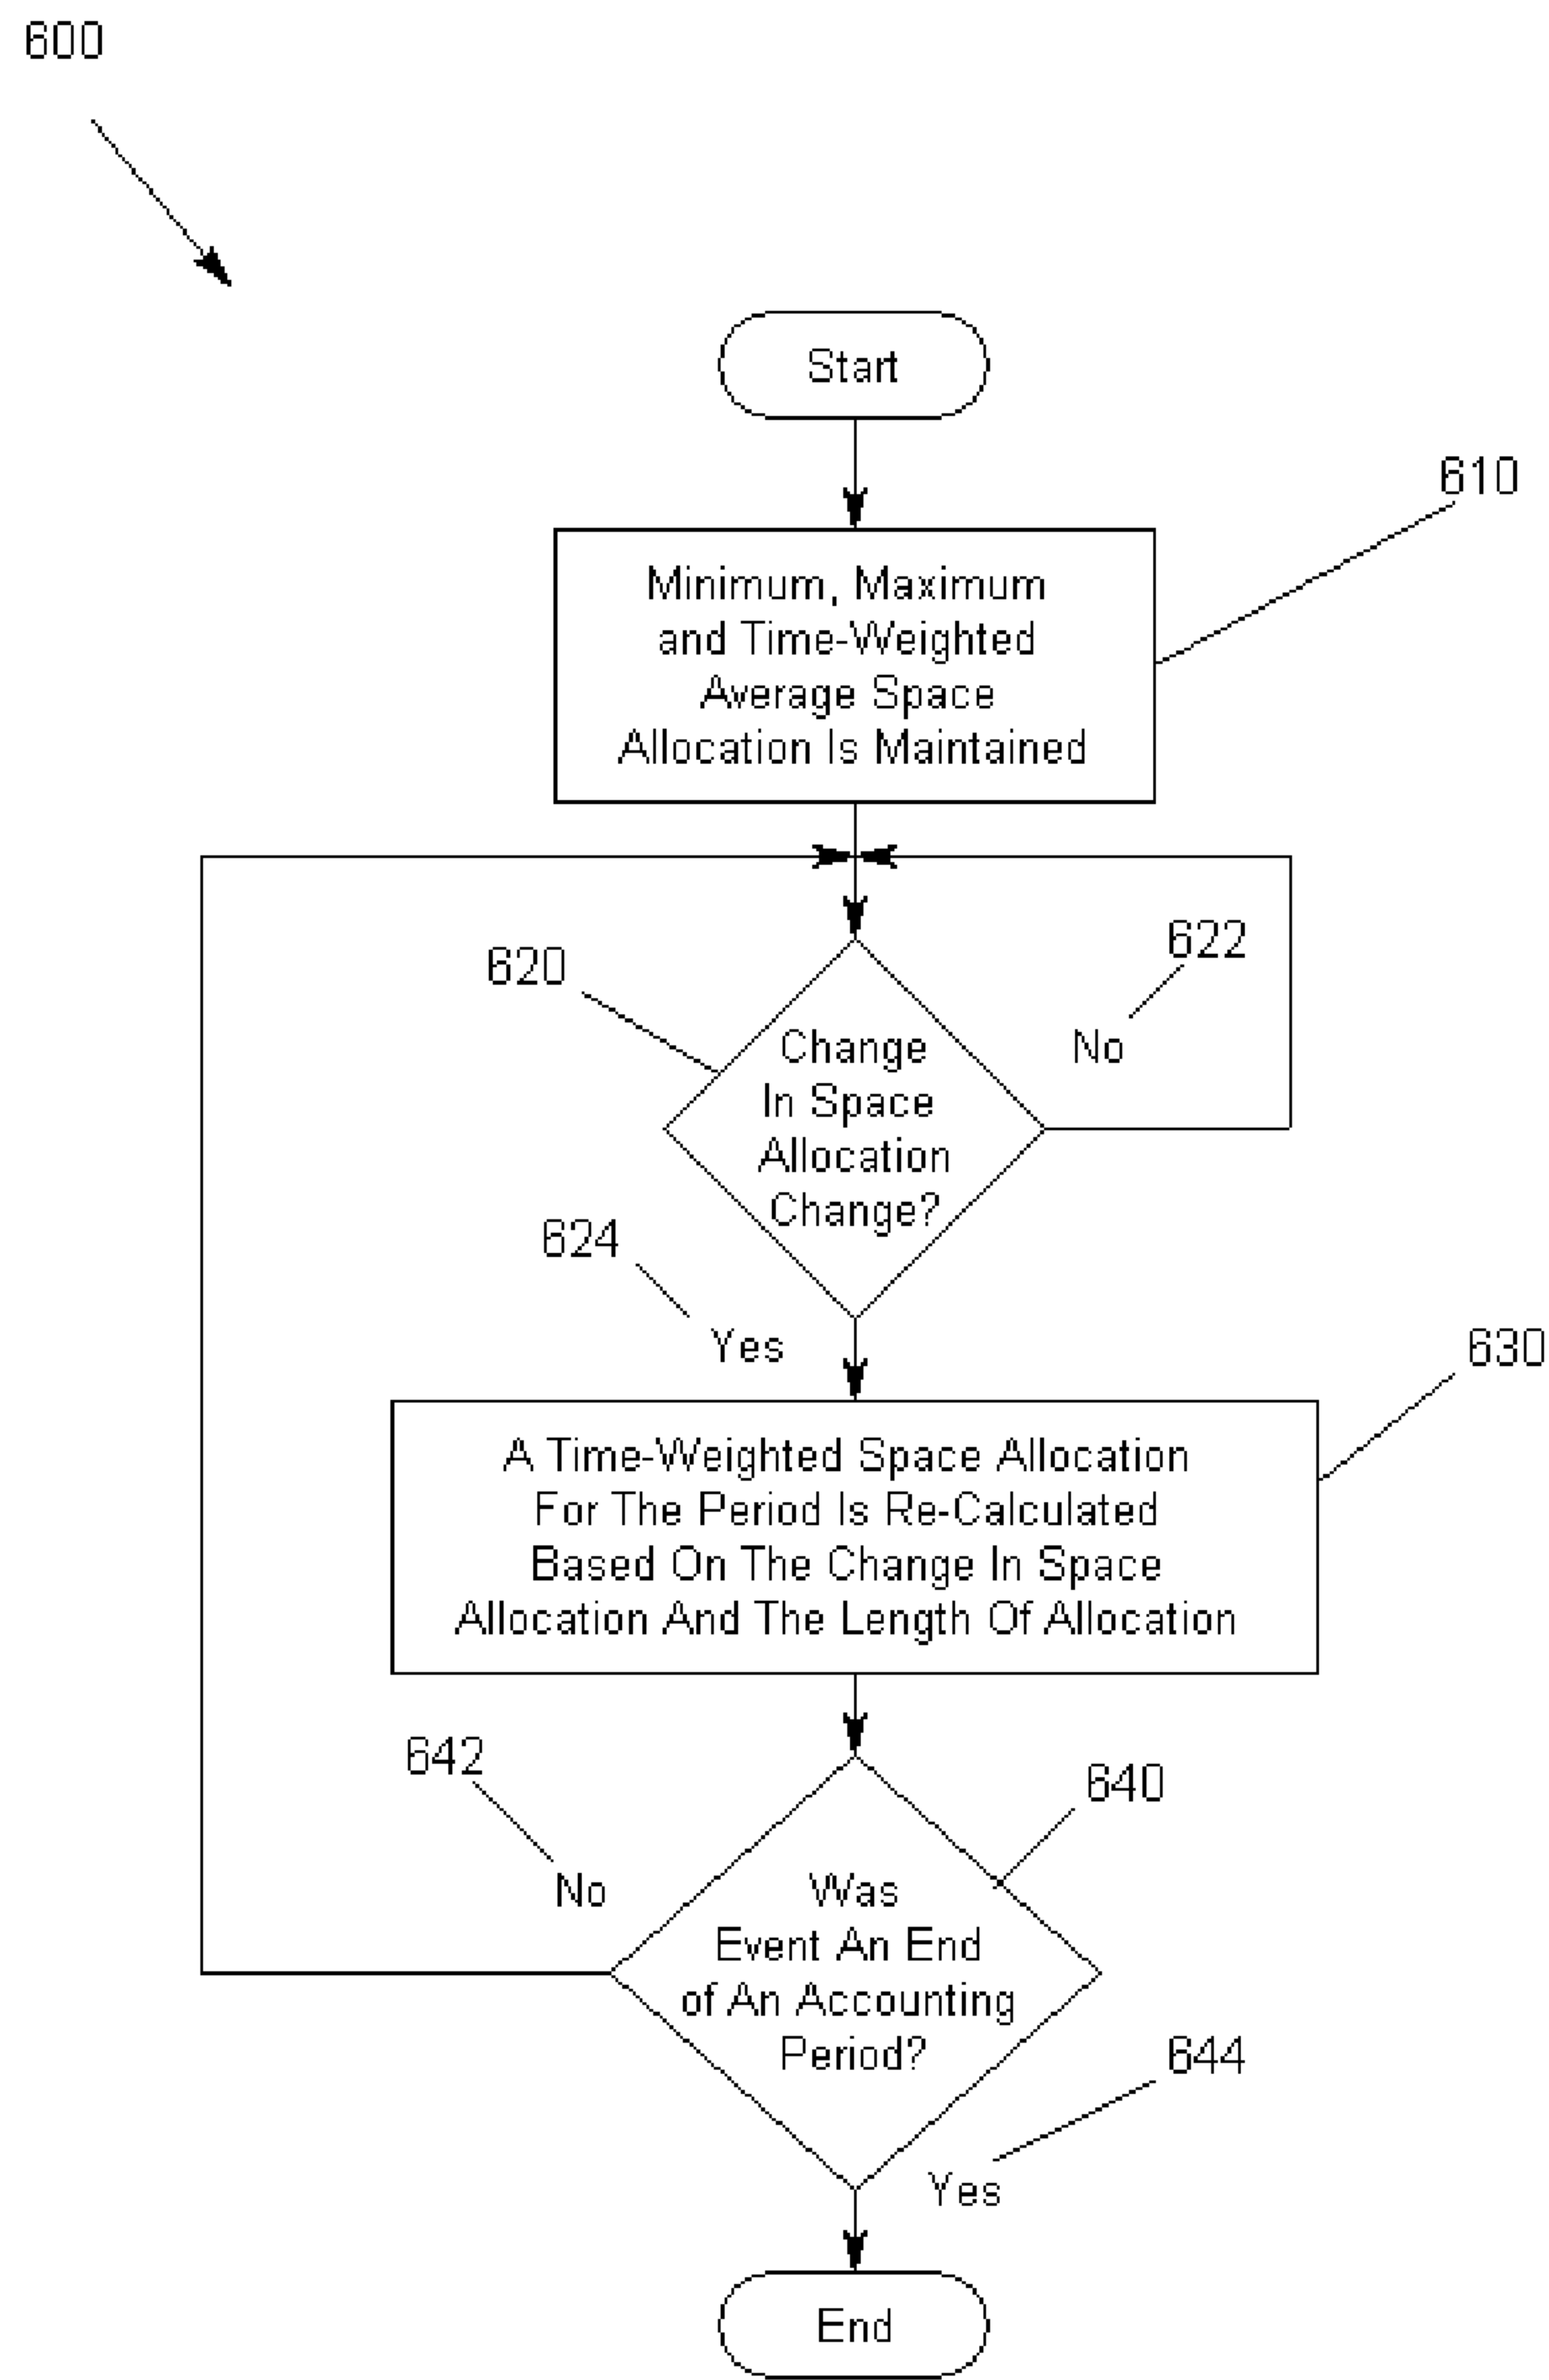 600
Start
610
Minimum, Maximum
and Time-Weighted
Average Space
Allocation Is Maintained
620
622
Change
In Space
Allocation
Change?
No
624
Yes
630
A Time-Weighted Space Allocation
For The Period Is Re-Calculated
Based On The Change In Space
Allocation And The Length Of Allocation
642
640
No
Was
Event An End
of An Accounting
Period?
644
Yes
End